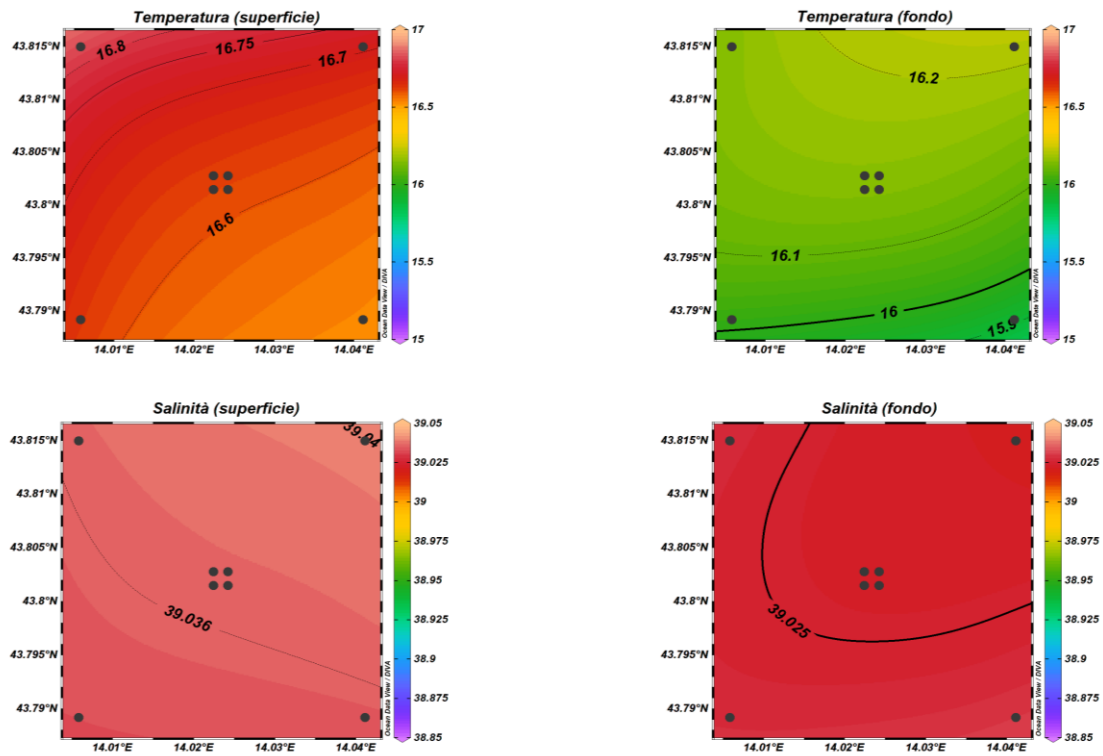 Temperatura (superficie)
43.815°N
43.81°N
43.805°N
43.8°N
43.795°N
43.79°N
16.8
16.75
16.7
16.6
14.01°E
14.02°E
14.03°E
14.04°E
Ocean Data View / DIVA
17
16.5
16
15.5
15
Temperatura (fondo)
43.815°N
43.81°N
43.805°N
43.8°N
43.795°N
43.79°N
16.2
16.1
16
15.9
14.01°E
14.02°E
14.03°E
14.04°E
Ocean Data View / DIVA
17
16.5
16
15.5
15
Salinità (superficie)
43.815°N
43.81°N
43.805°N
43.8°N
43.795°N
43.79°N
39.04
39.036
14.01°E
14.02°E
14.03°E
14.04°E
Ocean Data View / DIVA
39.05
39.025
39
38.975
38.95
38.925
38.9
38.875
38.85
Salinità (fondo)
43.815°N
43.81°N
43.805°N
43.8°N
43.795°N
43.79°N
39.025
14.01°E
14.02°E
14.03°E
14.04°E
Ocean Data View / DIVA
39.05
39.025
39
38.975
38.95
38.925
38.9
38.875
38.85